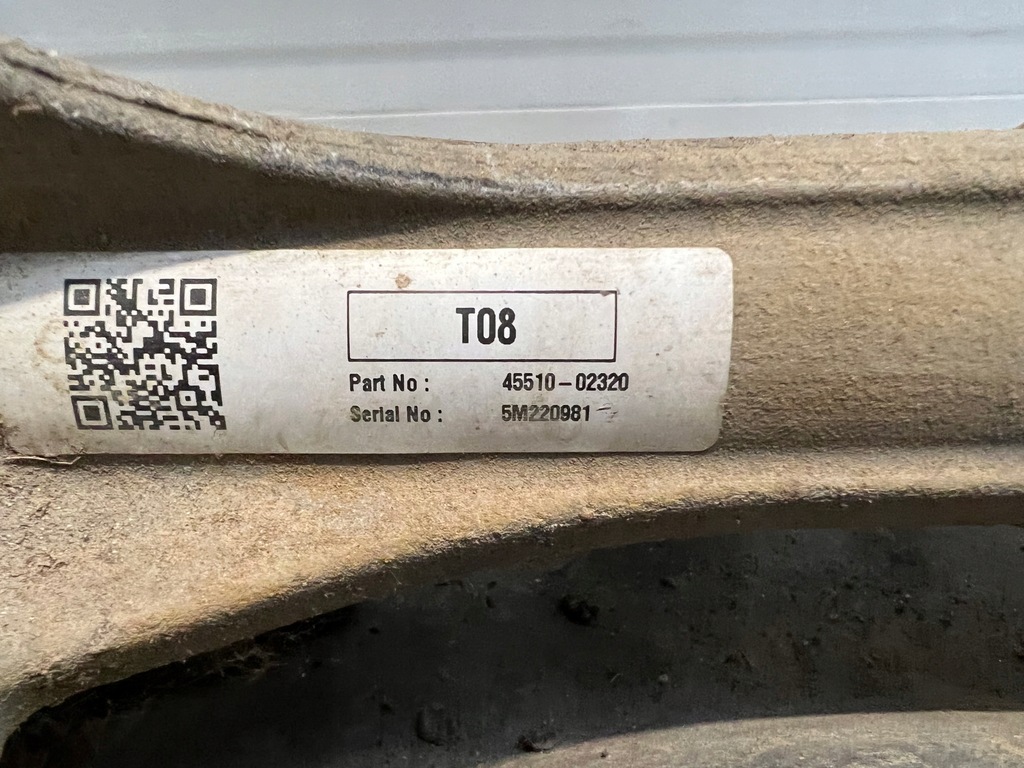 T08
Part No : 45510-02320
Serial No : 5M220981